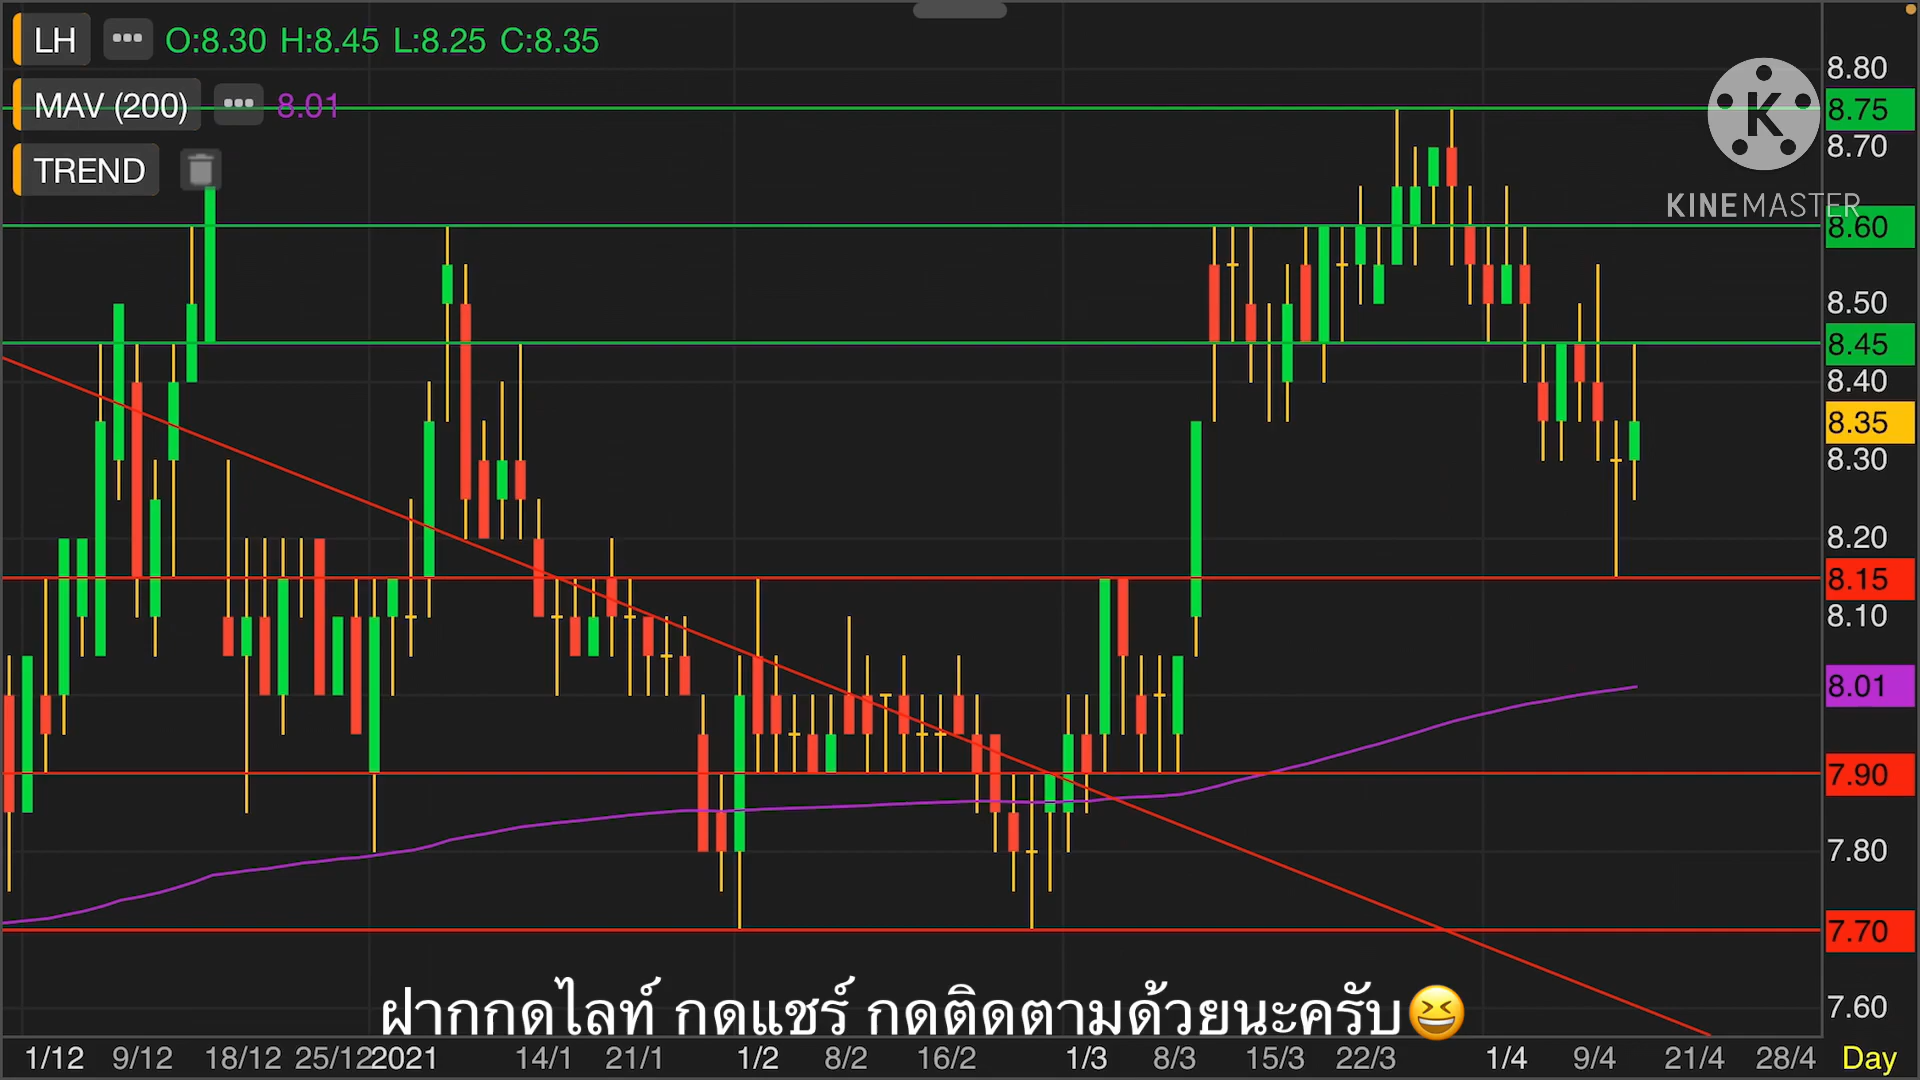 LH ••• O:8.30 H:8.45 L:8.25 C:8.35
MAV (200) ••• 8.01
TREND
K
KINEMASTER
8.80
8.75
8.70
8.60
8.50
8.45
8.40
8.35
8.30
8.20
8.15
8.10
8.01
7.90
7.80
7.70
7.60
ฝากกดไลท์ กดแชร์ กดติดตามด้วยนะครับ😆
1/12 9/12 18/12 25/12 2021 14/1 21/1 1/2 8/2 16/2 1/3 8/3 15/3 22/3 1/4 9/4 21/4 28/4 Day